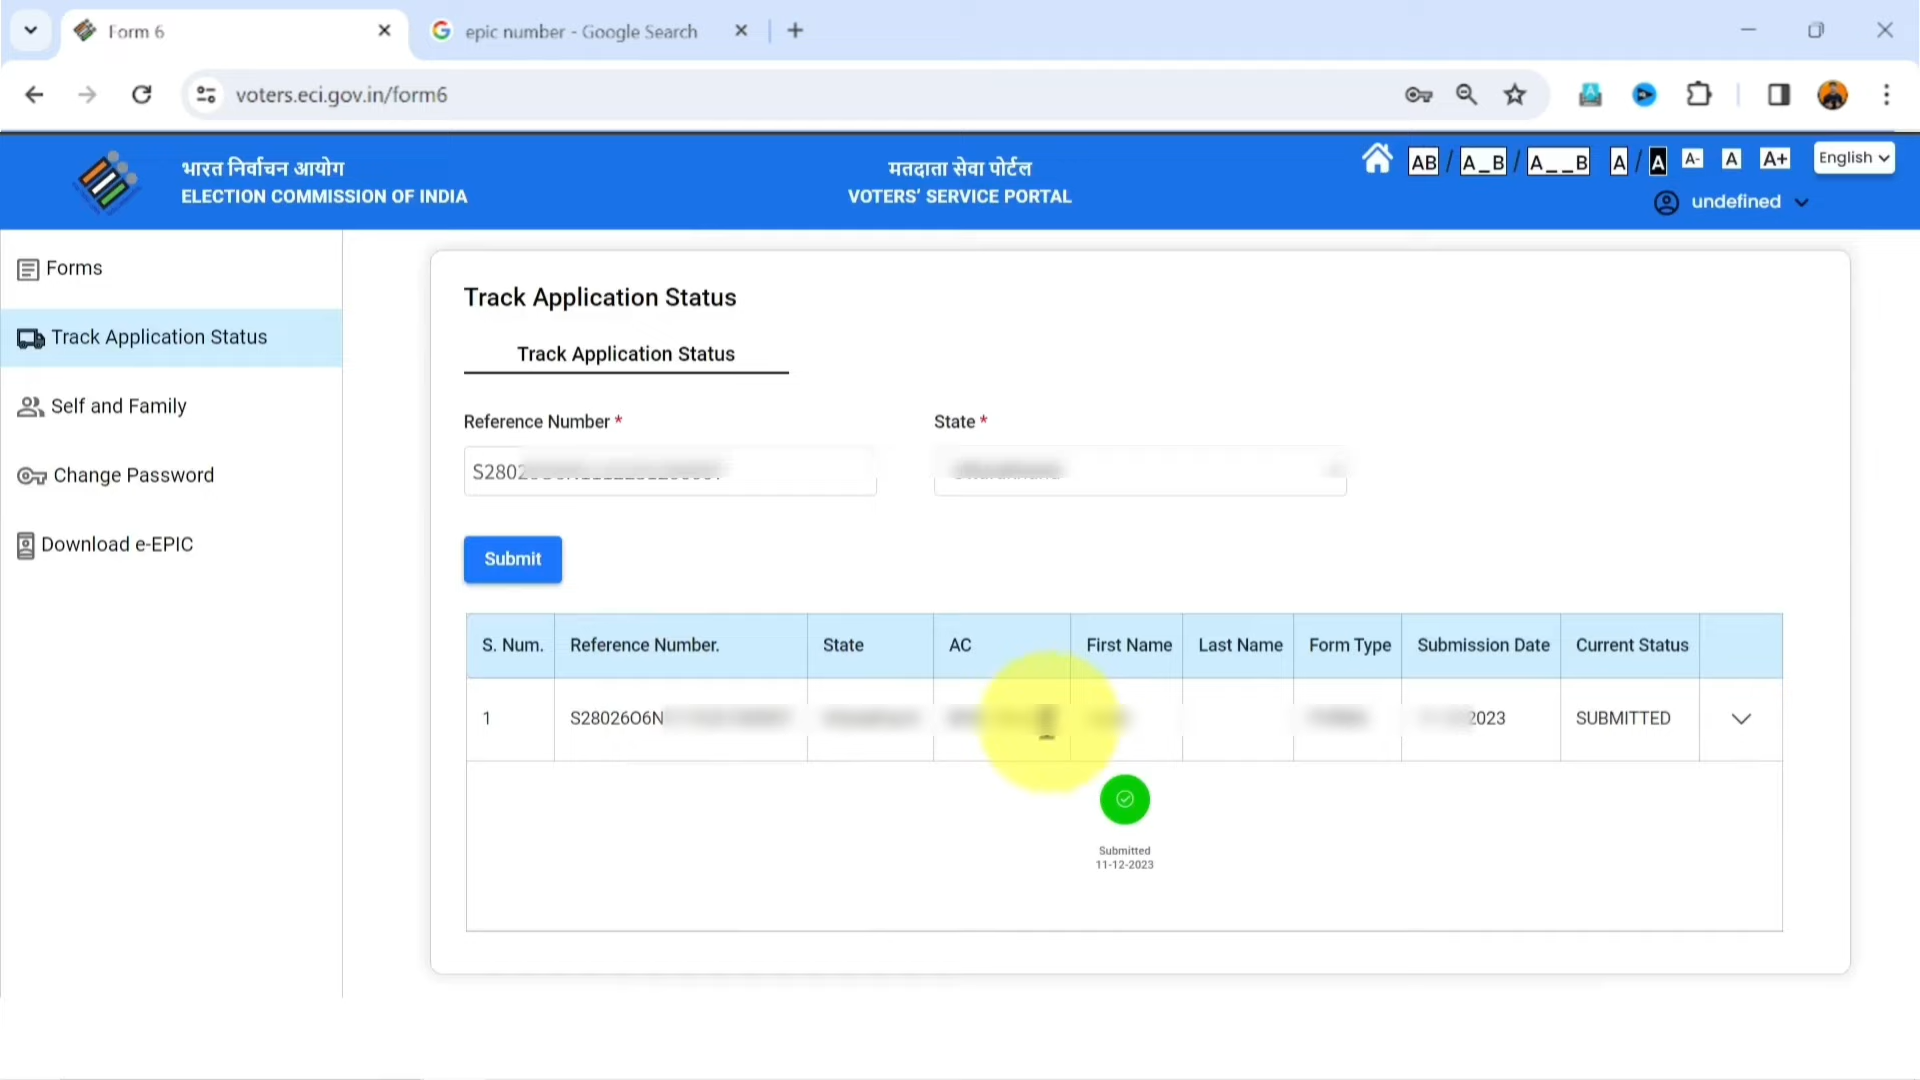 Form 6
epic number - Google Search
voters.eci.gov.in/form6
भारत निर्वाचन आयोग
ELECTION COMMISSION OF INDIA
मतदाता सेवा पोर्टल
VOTERS' SERVICE PORTAL
AB / A_B / A__B A / A A- A A+ English
undefined
Forms
Track Application Status
Self and Family
Change Password
Download e-EPIC
Track Application Status
Track Application Status
Reference Number * State *
S2802
Submit
S. Num. Reference Number. State AC First Name Last Name Form Type Submission Date Current Status
1 S28026O6N 2023 SUBMITTED
Submitted
11-12-2023